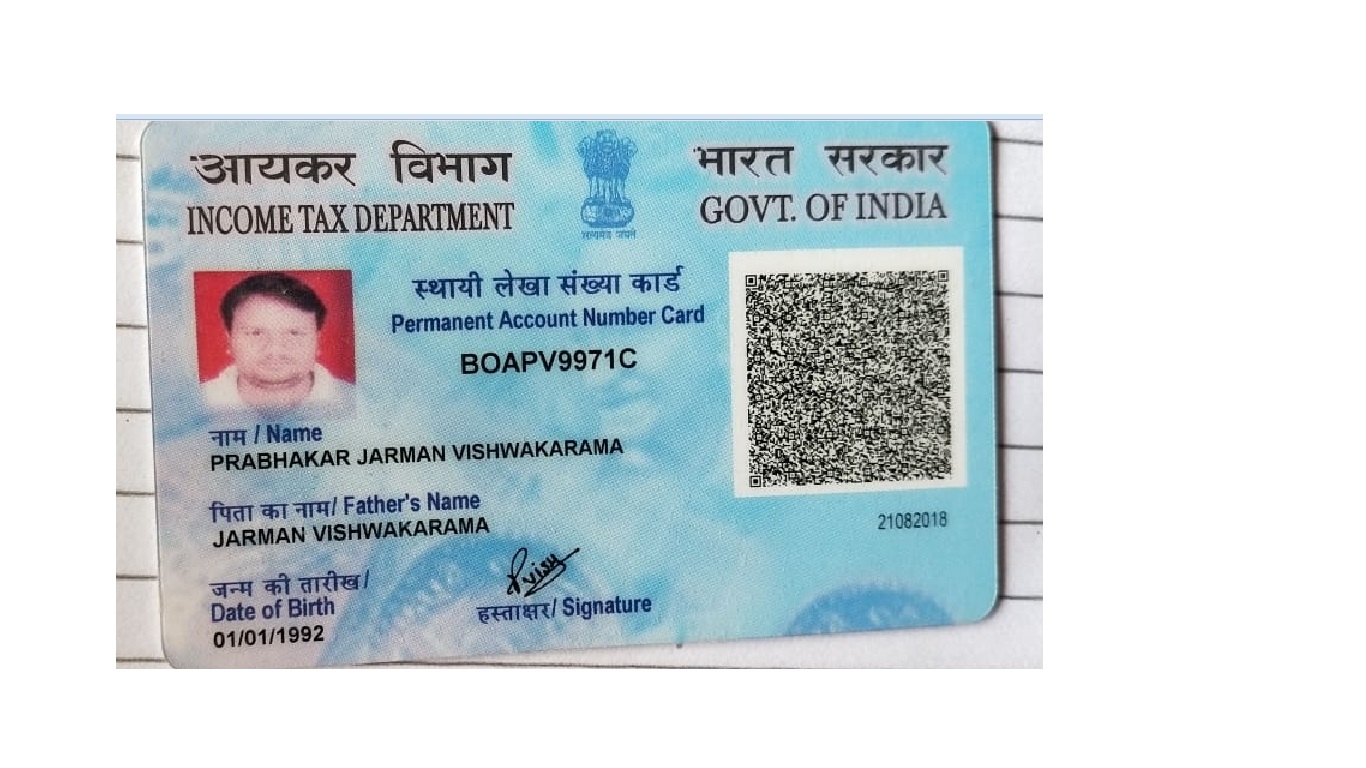 आयकर विभाग
INCOME TAX DEPARTMENT
भारत सरकार
GOVT. OF INDIA
सत्यमेव जयते
स्थायी लेखा संख्या कार्ड
Permanent Account Number Card
BOAPV9971C
नाम / Name
PRABHAKAR JARMAN VISHWAKARAMA
पिता का नाम/ Father's Name
JARMAN VISHWAKARAMA
21082018
जन्म की तारीख/
Date of Birth
01/01/1992
Pvish
हस्ताक्षर/ Signature